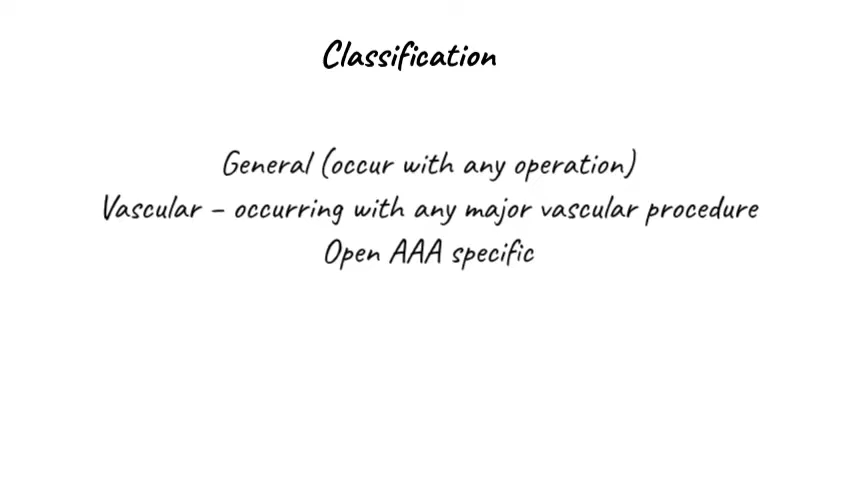 Classification
General (occur with any operation)
Vascular – occurring with any major vascular procedure
Open AAA specific